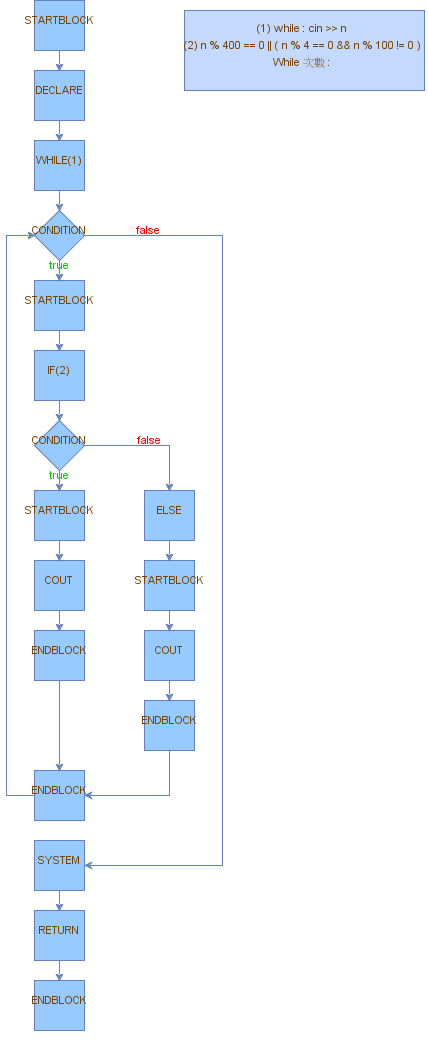 STARTBLOCK
(1) while : cin >> n
(2) n % 400 == 0 || ( n % 4 == 0 && n % 100 != 0 )
While 次數 :
DECLARE
WHILE(1)
CONDITION
false
true
STARTBLOCK
IF(2)
CONDITION
false
true
STARTBLOCK
ELSE
COUT
STARTBLOCK
ENDBLOCK
COUT
ENDBLOCK
ENDBLOCK
SYSTEM
RETURN
ENDBLOCK